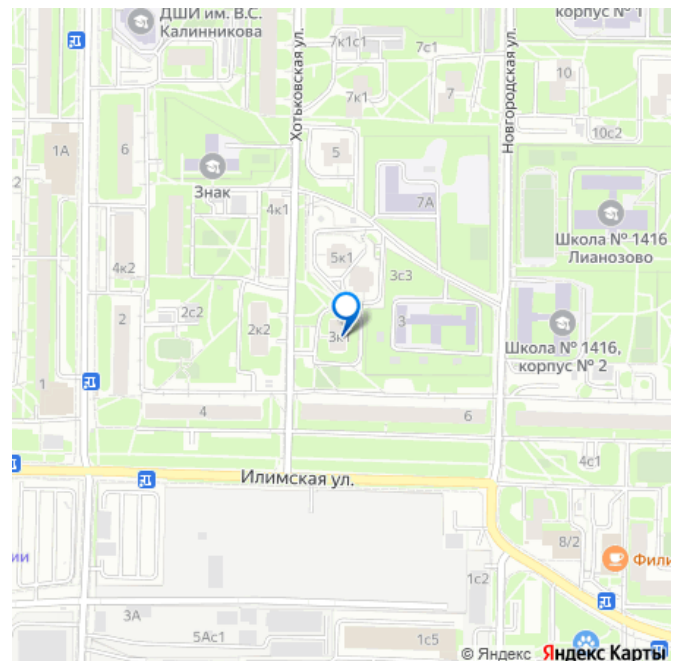 ДШИ им. В.С.
Калинникова
корпус № 1
Хотьковская ул.
Новгородская ул.
7к1с1
7с1
10
7к1
7
10с2
1А
6
5
2
Знак
7А
4к1
Школа № 1416
Лианозово
5к1
3с3
4к2
2с2
2
2к2
3к1
3
Школа № 1416,
корпус № 2
1
4
6
4с1
Илимская ул.
8/2
Фили
ии
1с2
3А
5Ас1
1с5
© Яндекс Яндекс Карты